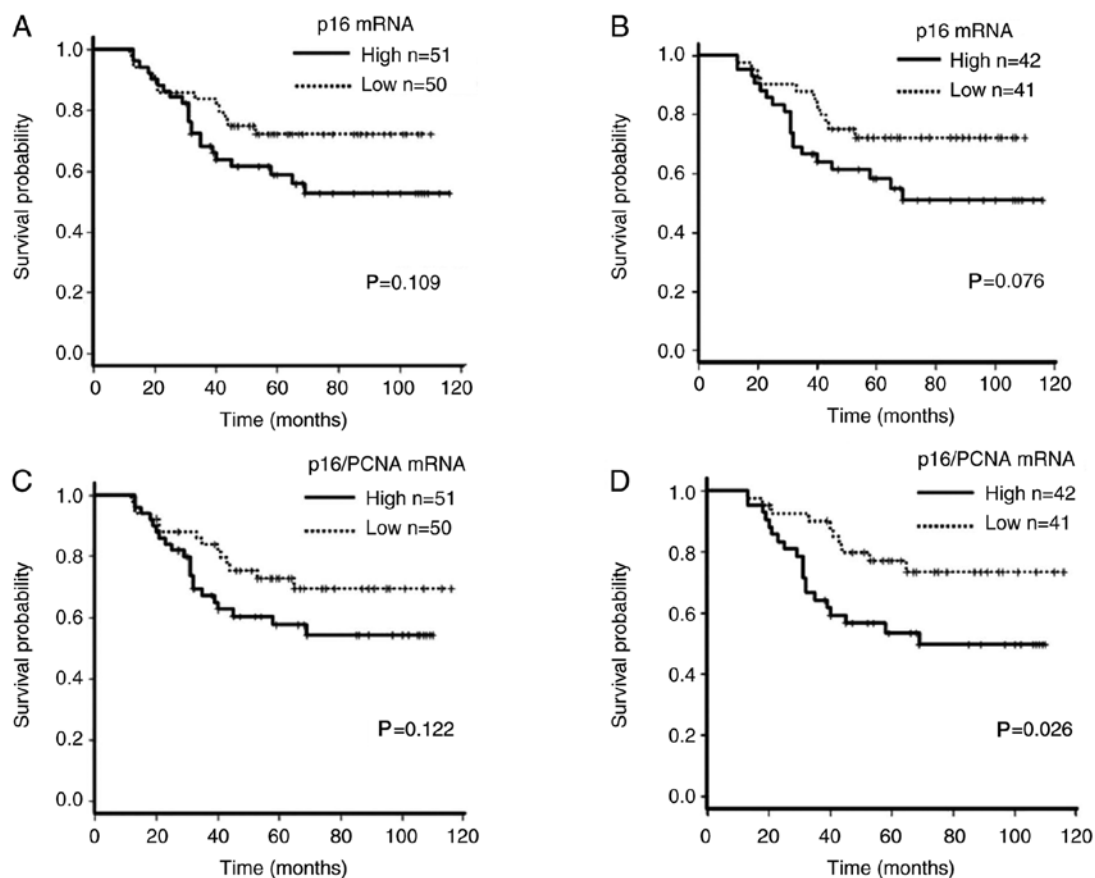 A
p16 mRNA
High n=51
Low n=50
1.0
0.8
0.6
0.4
0.2
0.0
Survival probability
P=0.109
0 20 40 60 80 100 120
Time (months)
B
p16 mRNA
High n=42
Low n=41
1.0
0.8
0.6
0.4
0.2
0.0
Survival probability
P=0.076
0 20 40 60 80 100 120
Time (months)
C
p16/PCNA mRNA
High n=51
Low n=50
1.0
0.8
0.6
0.4
0.2
0.0
Survival probability
P=0.122
0 20 40 60 80 100 120
Time (months)
D
p16/PCNA mRNA
High n=42
Low n=41
1.0
0.8
0.6
0.4
0.2
0.0
Survival probability
P=0.026
0 20 40 60 80 100 120
Time (months)